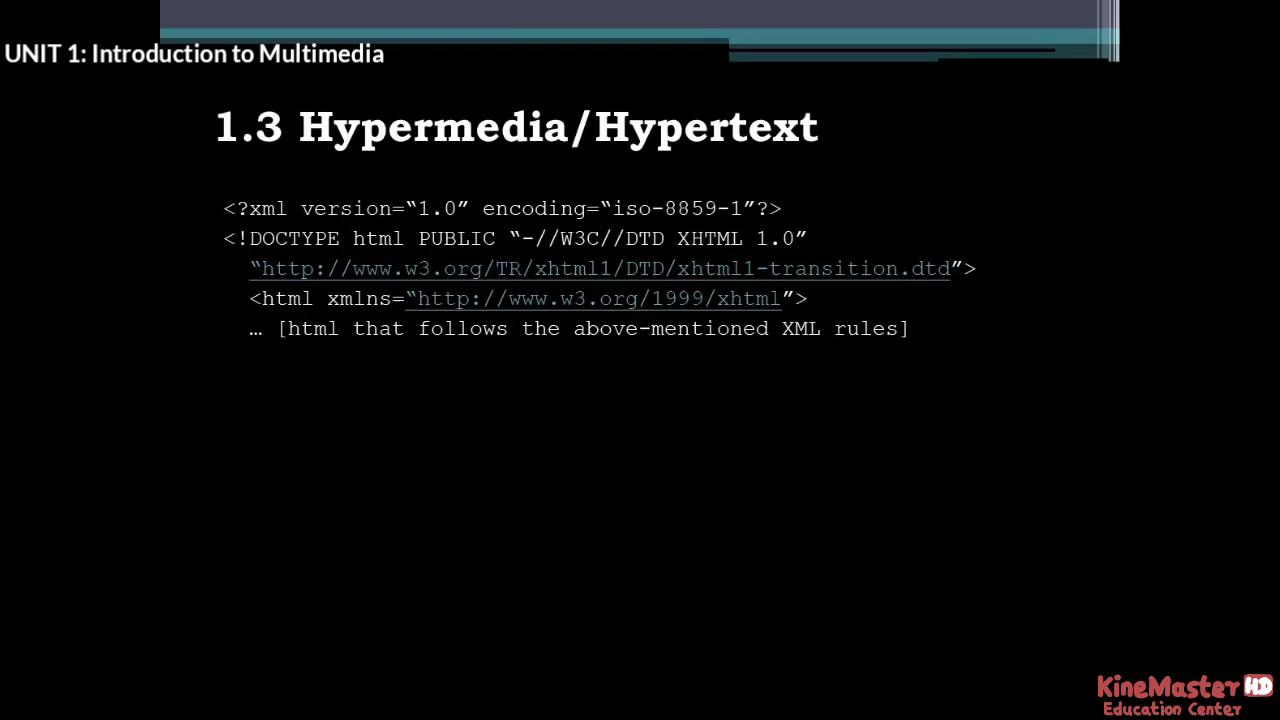 UNIT 1: Introduction to Multimedia
1.3 Hypermedia/Hypertext
<?xml version=“1.0” encoding=“iso-8859-1”?>
<!DOCTYPE html PUBLIC “-//W3C//DTD XHTML 1.0”
“http://www.w3.org/TR/xhtml1/DTD/xhtml1-transition.dtd”>
<html xmlns=“http://www.w3.org/1999/xhtml”>
… [html that follows the above-mentioned XML rules]
KineMaster HD
Education Center